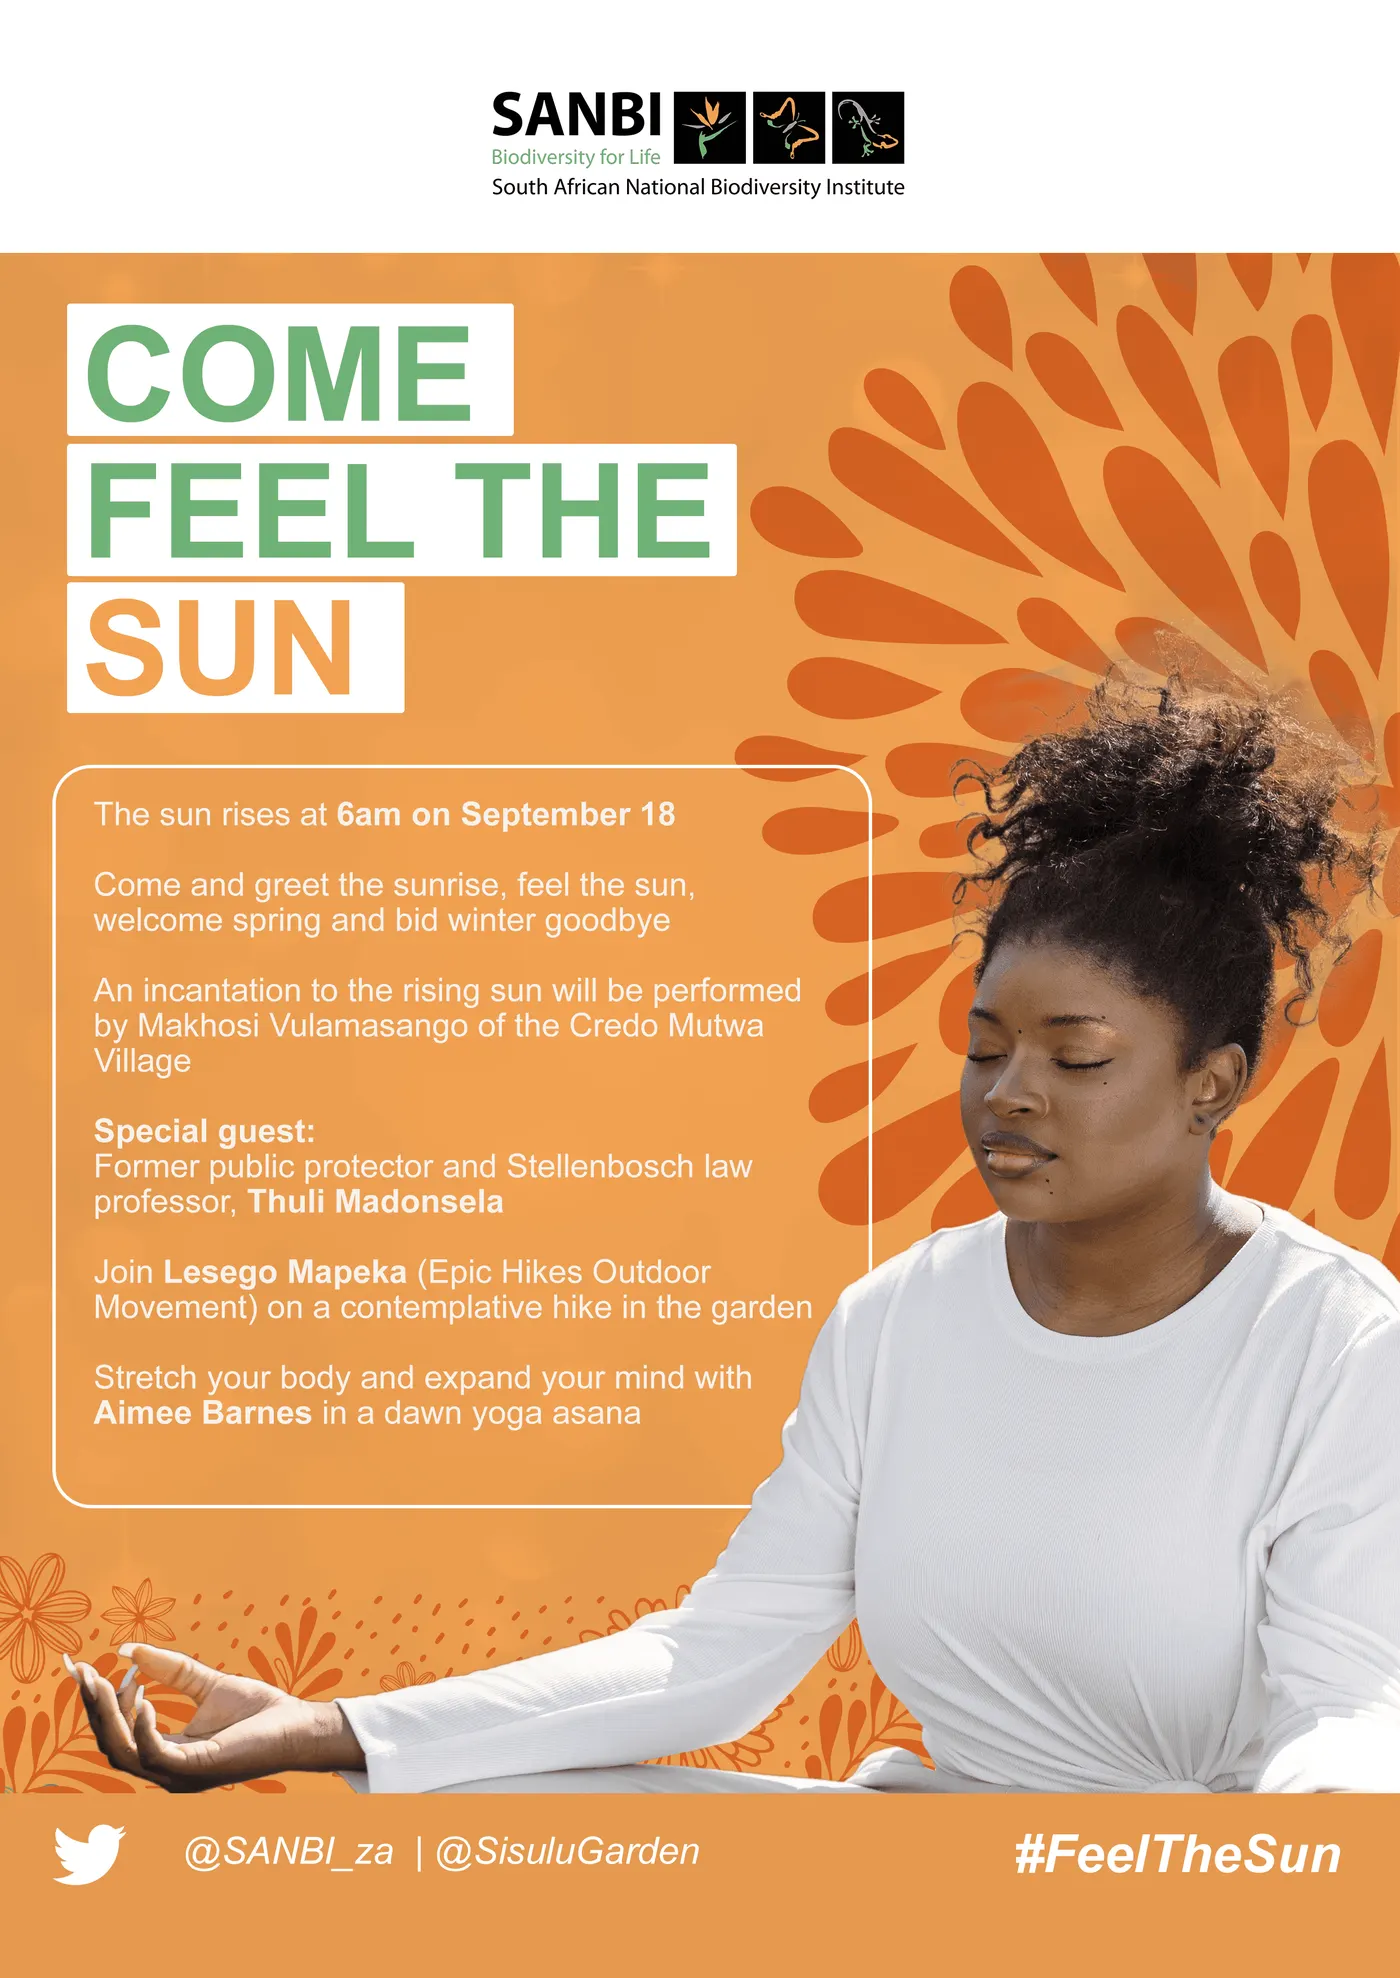 SANBI
Biodiversity for Life
South African National Biodiversity Institute
COME
FEEL THE
SUN
The sun rises at 6am on September 18
Come and greet the sunrise, feel the sun,
welcome spring and bid winter goodbye
An incantation to the rising sun will be performed
by Makhosi Vulamasango of the Credo Mutwa
Village
Special guest:
Former public protector and Stellenbosch law
professor, Thuli Madonsela
Join Lesego Mapeka (Epic Hikes Outdoor
Movement) on a contemplative hike in the garden
Stretch your body and expand your mind with
Aimee Barnes in a dawn yoga asana
@SANBI_za | @SisuluGarden
#FeelTheSun